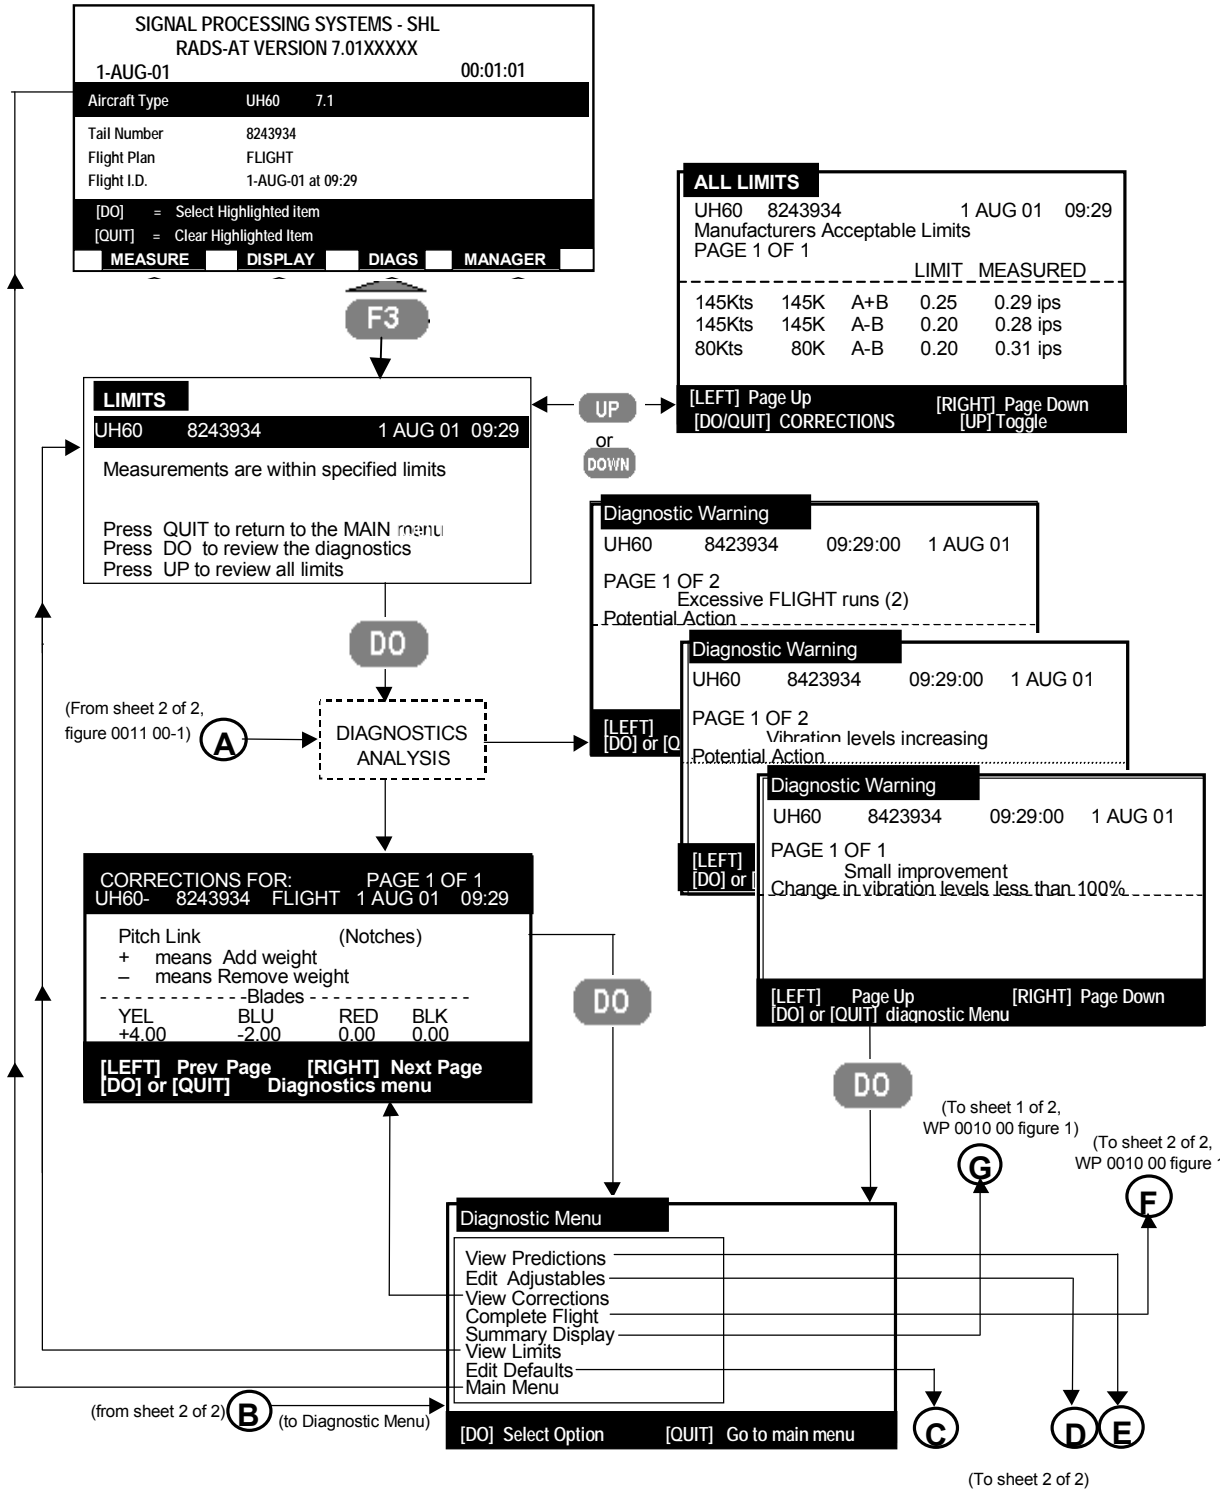 SIGNAL PROCESSING SYSTEMS - SHL
RADS-AT VERSION 7.01XXXXX
1-AUG-01 00:01:01
Aircraft Type UH60 7.1
Tail Number 8243934
Flight Plan FLIGHT
Flight I.D. 1-AUG-01 at 09:29
[DO] = Select Highlighted item
[QUIT] = Clear Highlighted Item
MEASURE DISPLAY DIAGS MANAGER
F3
ALL LIMITS
UH60 8243934 1 AUG 01 09:29
Manufacturers Acceptable Limits
PAGE 1 OF 1
LIMIT MEASURED
145Kts 145K A+B 0.25 0.29 ips
145Kts 145K A-B 0.20 0.28 ips
80Kts 80K A-B 0.20 0.31 ips
[LEFT] Page Up [RIGHT] Page Down
[DO/QUIT] CORRECTIONS [UP] Toggle
LIMITS
UH60 8243934 1 AUG 01 09:29
Measurements are within specified limits
Press QUIT to return to the MAIN menu
Press DO to review the diagnostics
Press UP to review all limits
UP
or
DOWN
DO
Diagnostic Warning
UH60 8423934 09:29:00 1 AUG 01
PAGE 1 OF 2
Excessive FLIGHT runs (2)
Potential Action
[LEFT]
[DO] or [Q
Diagnostic Warning
UH60 8423934 09:29:00 1 AUG 01
PAGE 1 OF 2
Vibration levels increasing
Potential Action
[LEFT]
[DO] or [
Diagnostic Warning
UH60 8423934 09:29:00 1 AUG 01
PAGE 1 OF 1
Small improvement
Change in vibration levels less than 100%
[LEFT] Page Up [RIGHT] Page Down
[DO] or [QUIT] diagnostic Menu
(From sheet 2 of 2,
figure 0011 00-1)
A
DIAGNOSTICS
ANALYSIS
CORRECTIONS FOR: PAGE 1 OF 1
UH60- 8243934 FLIGHT 1 AUG 01 09:29
Pitch Link (Notches)
+ means Add weight
– means Remove weight
Blades
YEL BLU RED BLK
+4.00 -2.00 0.00 0.00
[LEFT] Prev Page [RIGHT] Next Page
[DO] or [QUIT] Diagnostics menu
DO
DO
(To sheet 1 of 2,
WP 0010 00 figure 1)
G
(To sheet 2 of 2,
WP 0010 00 figure 1
F
Diagnostic Menu
View Predictions
Edit Adjustables
View Corrections
Complete Flight
Summary Display
View Limits
Edit Defaults
Main Menu
[DO] Select Option [QUIT] Go to main menu
(from sheet 2 of 2)
B
(to Diagnostic Menu)
C
D
E
(To sheet 2 of 2)